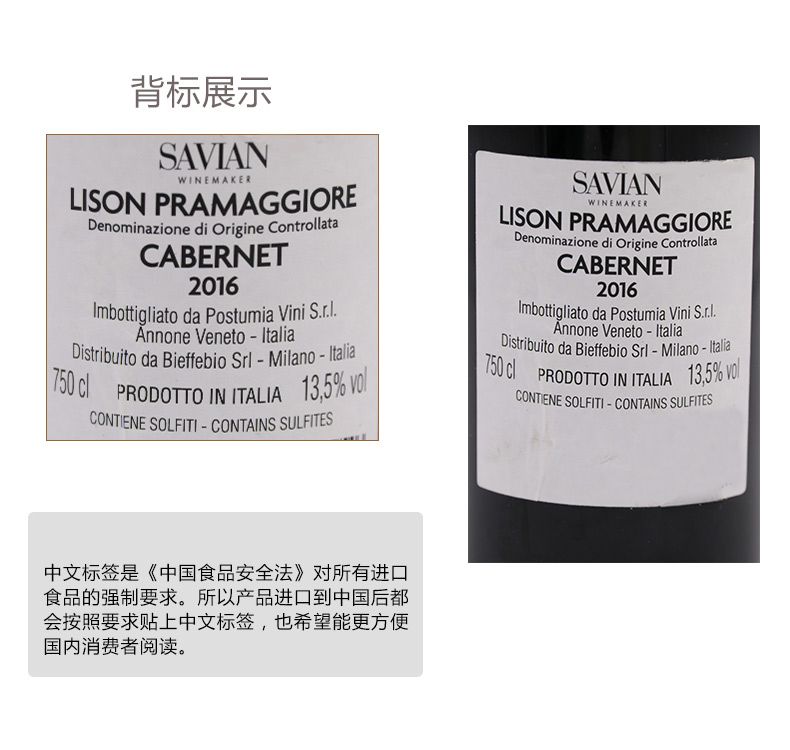 背标展示
SAVIAN
WINEMAKER
LISON PRAMAGGIORE
Denominazione di Origine Controllata
CABERNET
2016
Imbottigliato da Postumia Vini S.r.l.
Annone Veneto - Italia
Distribuito da Bieffebio Srl - Milano - Italia
750 cl PRODOTTO IN ITALIA 13,5% vol
CONTIENE SOLFITI - CONTAINS SULFITES
SAVIAN
WINEMAKER
LISON PRAMAGGIORE
Denominazione di Origine Controllata
CABERNET
2016
Imbottigliato da Postumia Vini S.r.l.
Annone Veneto - Italia
Distribuito da Bieffebio Srl - Milano - Italia
750 cl PRODOTTO IN ITALIA 13,5% vol
CONTIENE SOLFITI - CONTAINS SULFITES
中文标签是《中国食品安全法》对所有进口
食品的强制要求。所以产品进口到中国后都
会按照要求贴上中文标签，也希望能更方便
国内消费者阅读。